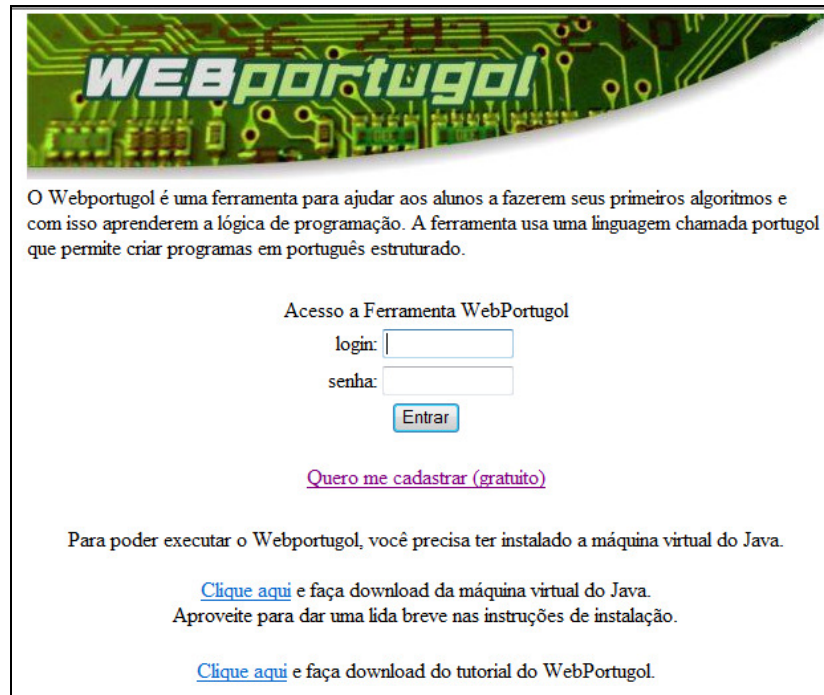 WEBportugol
O Webportugol é uma ferramenta para ajudar aos alunos a fazerem seus primeiros algoritmos e
com isso aprenderem a lógica de programação. A ferramenta usa uma linguagem chamada portugol
que permite criar programas em português estruturado.
Acesso a Ferramenta WebPortugol
login:
senha:
Entrar
Quero me cadastrar (gratuito)
Para poder executar o Webportugol, você precisa ter instalado a máquina virtual do Java.
Clique aqui e faça download da máquina virtual do Java.
Aproveite para dar uma lida breve nas instruções de instalação.
Clique aqui e faça download do tutorial do WebPortugol.